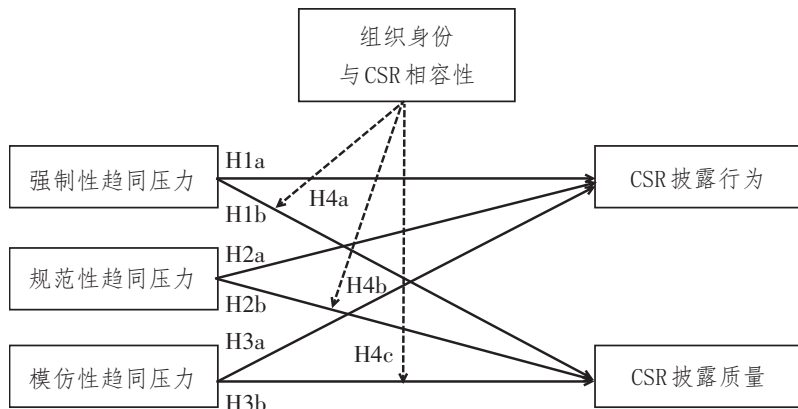 组织身份
与CSR相容性
H1a
强制性趋同压力
CSR披露行为
H4a
H1b
H2a
规范性趋同压力
H4b
H2b
H3a
H4c
模仿性趋同压力
CSR披露质量
H3b